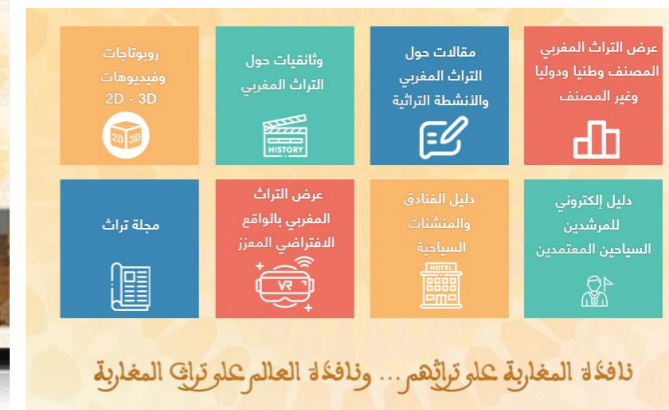 عرض التراث المغربي
المصنف وطنيا ودوليا
وغير المصنف
مقالات حول
التراث المغربي
والأنشطة التراثية
وثائقيات حول
التراث المغربي
HISTORY
روبوتاجات
وفيديوهات
2D - 3D
2D 3D
دليل إلكتروني
للمرشدين
السياحين المعتمدين
دليل الفنادق
والمنشئات
السياحية
HOTEL
عرض التراث
المغربي بالواقع
الافتراضي المعزز
VR
مجلة تراث
نافذة المغاربة على تراثهم... ونافذة العالم على تراث المغاربة